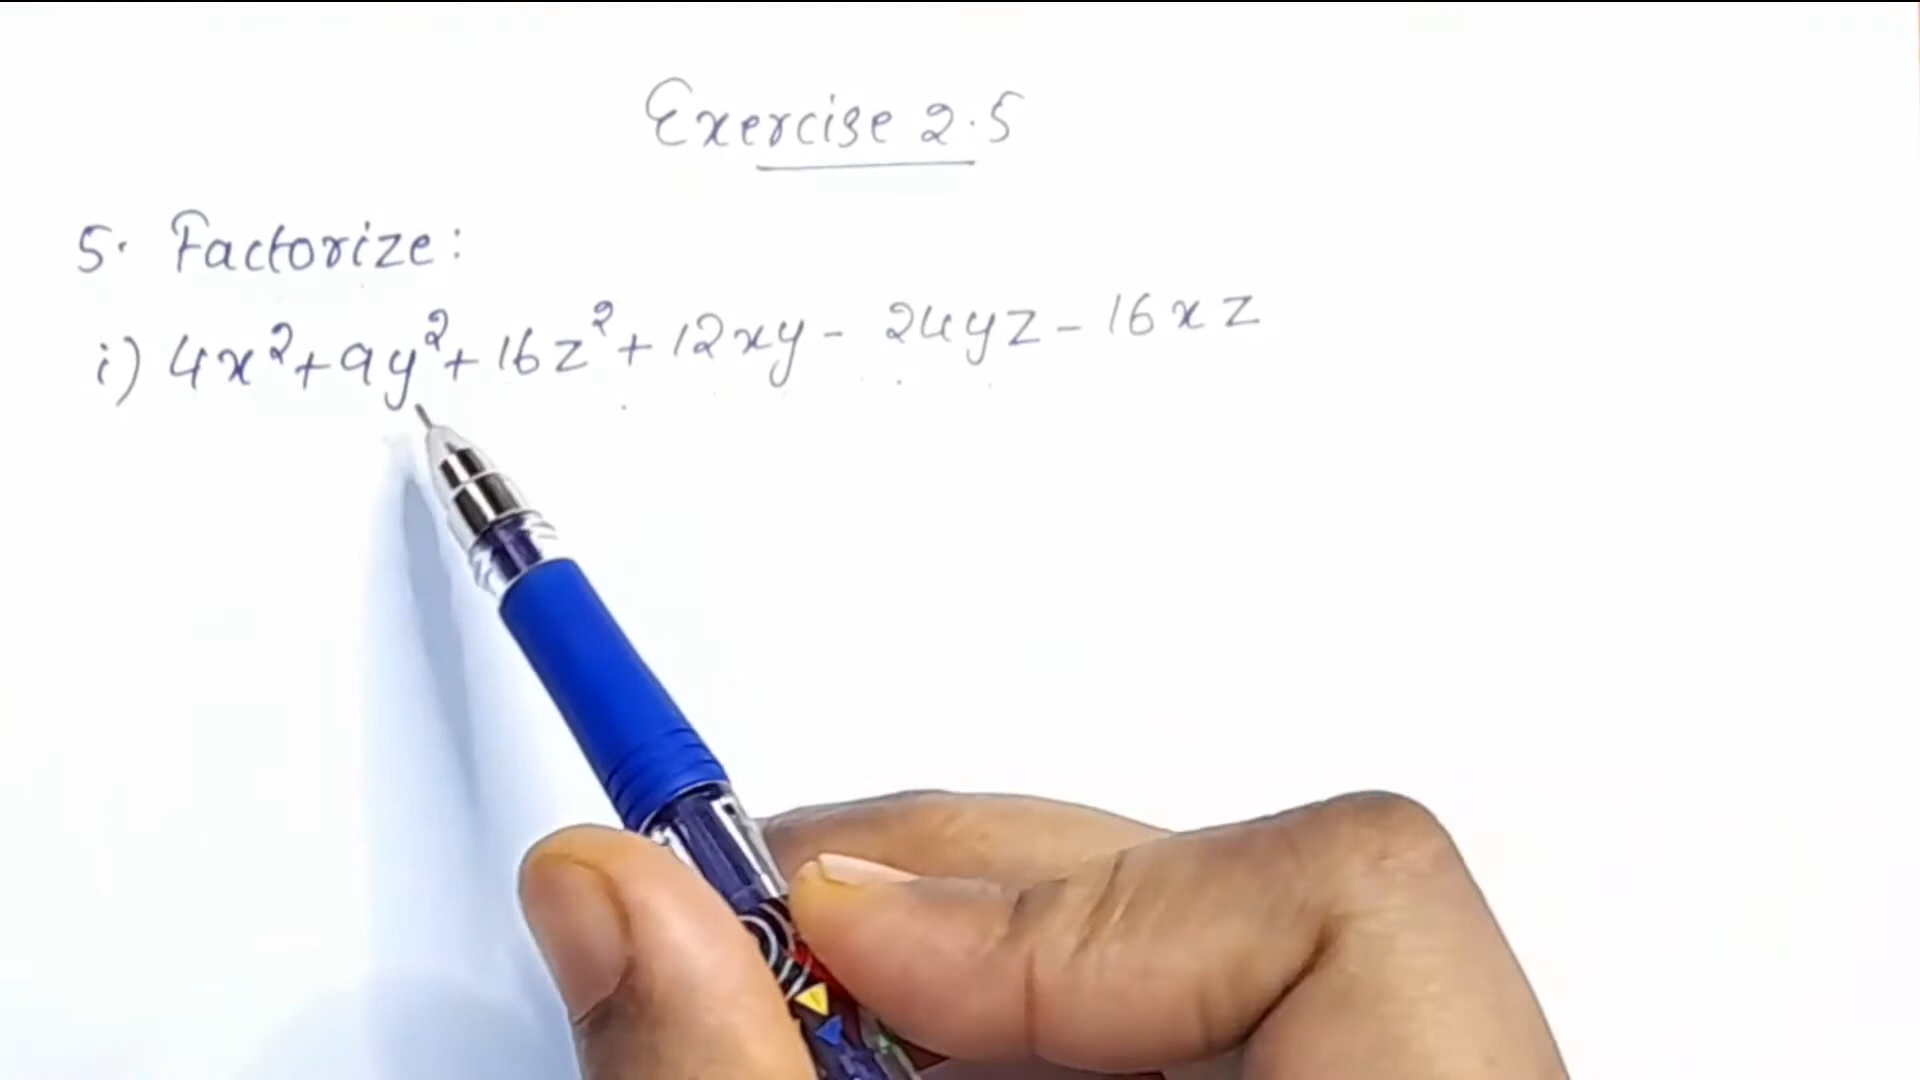 Exercise 2.5
5. Factorize:
i) 4x²+9y²+16z²+12xy-24yz-16xz